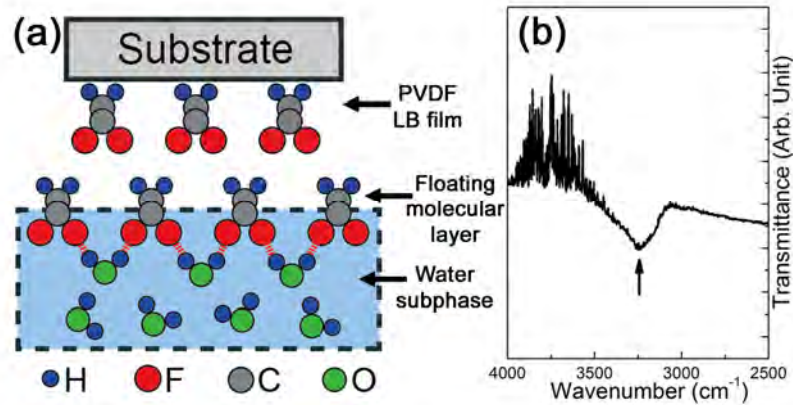 (a)
Substrate
PVDF
LB film
Floating
molecular
layer
Water
subphase
H F C O
(b)
Transmittance (Arb. Unit)
4000 3500 3000 2500
Wavenumber (cm⁻¹)